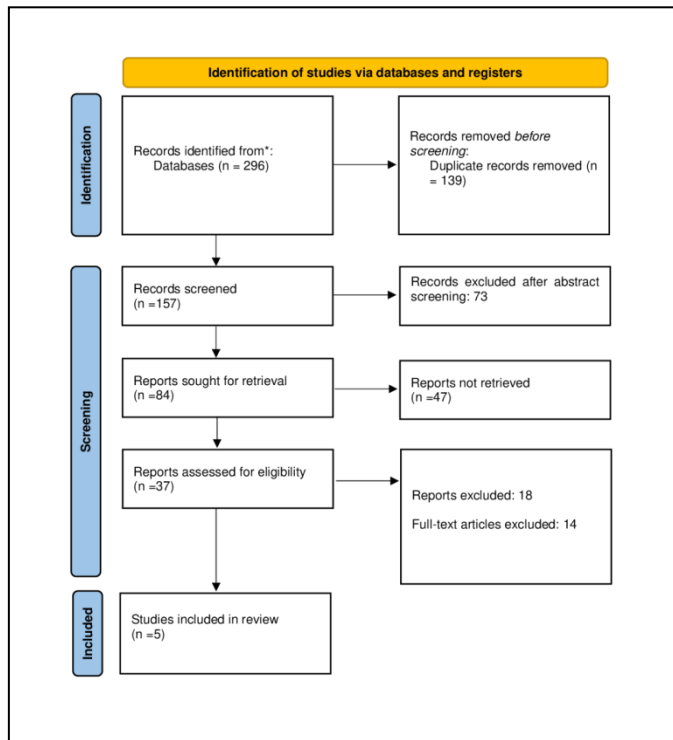 Identification of studies via databases and registers
Identification
Records identified from*:
Databases (n = 296)
Records removed before
screening:
Duplicate records removed (n
= 139)
Screening
Records screened
(n =157)
Records excluded after abstract
screening: 73
Reports sought for retrieval
(n =84)
Reports not retrieved
(n =47)
Reports assessed for eligibility
(n =37)
Reports excluded: 18
Full-text articles excluded: 14
Included
Studies included in review
(n =5)